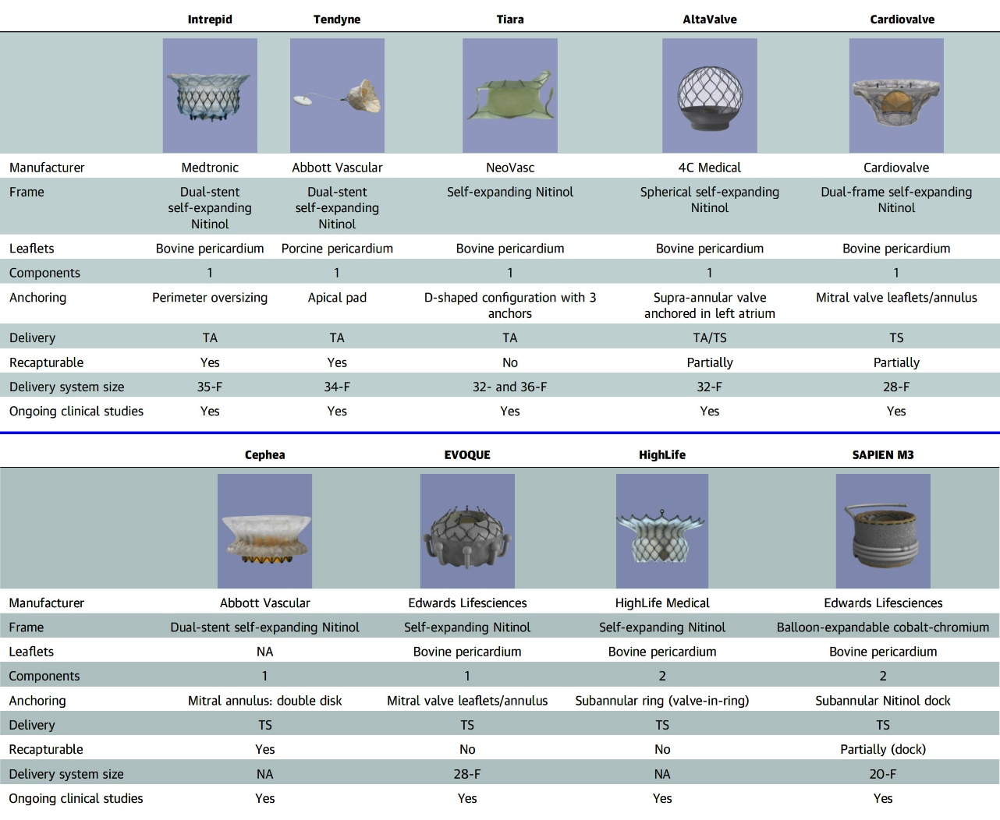 Intrepid Tendyne Tiara AltaValve Cardiovalve
Manufacturer Medtronic Abbott Vascular NeoVasc 4C Medical Cardiovalve
Frame Dual-stent Dual-stent Self-expanding Nitinol Spherical self-expanding Dual-frame self-expanding
self-expanding self-expanding Nitinol Nitinol
Nitinol Nitinol
Leaflets Bovine pericardium Porcine pericardium Bovine pericardium Bovine pericardium Bovine pericardium
Components 1 1 1 1 1
Anchoring Perimeter oversizing Apical pad D-shaped configuration with 3 Supra-annular valve Mitral valve leaflets/annulus
anchors anchored in left atrium
Delivery TA TA TA TA/TS TS
Recapturable Yes Yes No Partially Partially
Delivery system size 35-F 34-F 32- and 36-F 32-F 28-F
Ongoing clinical studies Yes Yes Yes Yes Yes
Cephea EVOQUE HighLife SAPIEN M3
Manufacturer Abbott Vascular Edwards Lifesciences HighLife Medical Edwards Lifesciences
Frame Dual-stent self-expanding Nitinol Self-expanding Nitinol Self-expanding Nitinol Balloon-expandable cobalt-chromium
Leaflets NA Bovine pericardium Bovine pericardium Bovine pericardium
Components 1 1 2 2
Anchoring Mitral annulus: double disk Mitral valve leaflets/annulus Subannular ring (valve-in-ring) Subannular Nitinol dock
Delivery TS TS TS TS
Recapturable Yes No No Partially (dock)
Delivery system size NA 28-F NA 20-F
Ongoing clinical studies Yes Yes Yes Yes